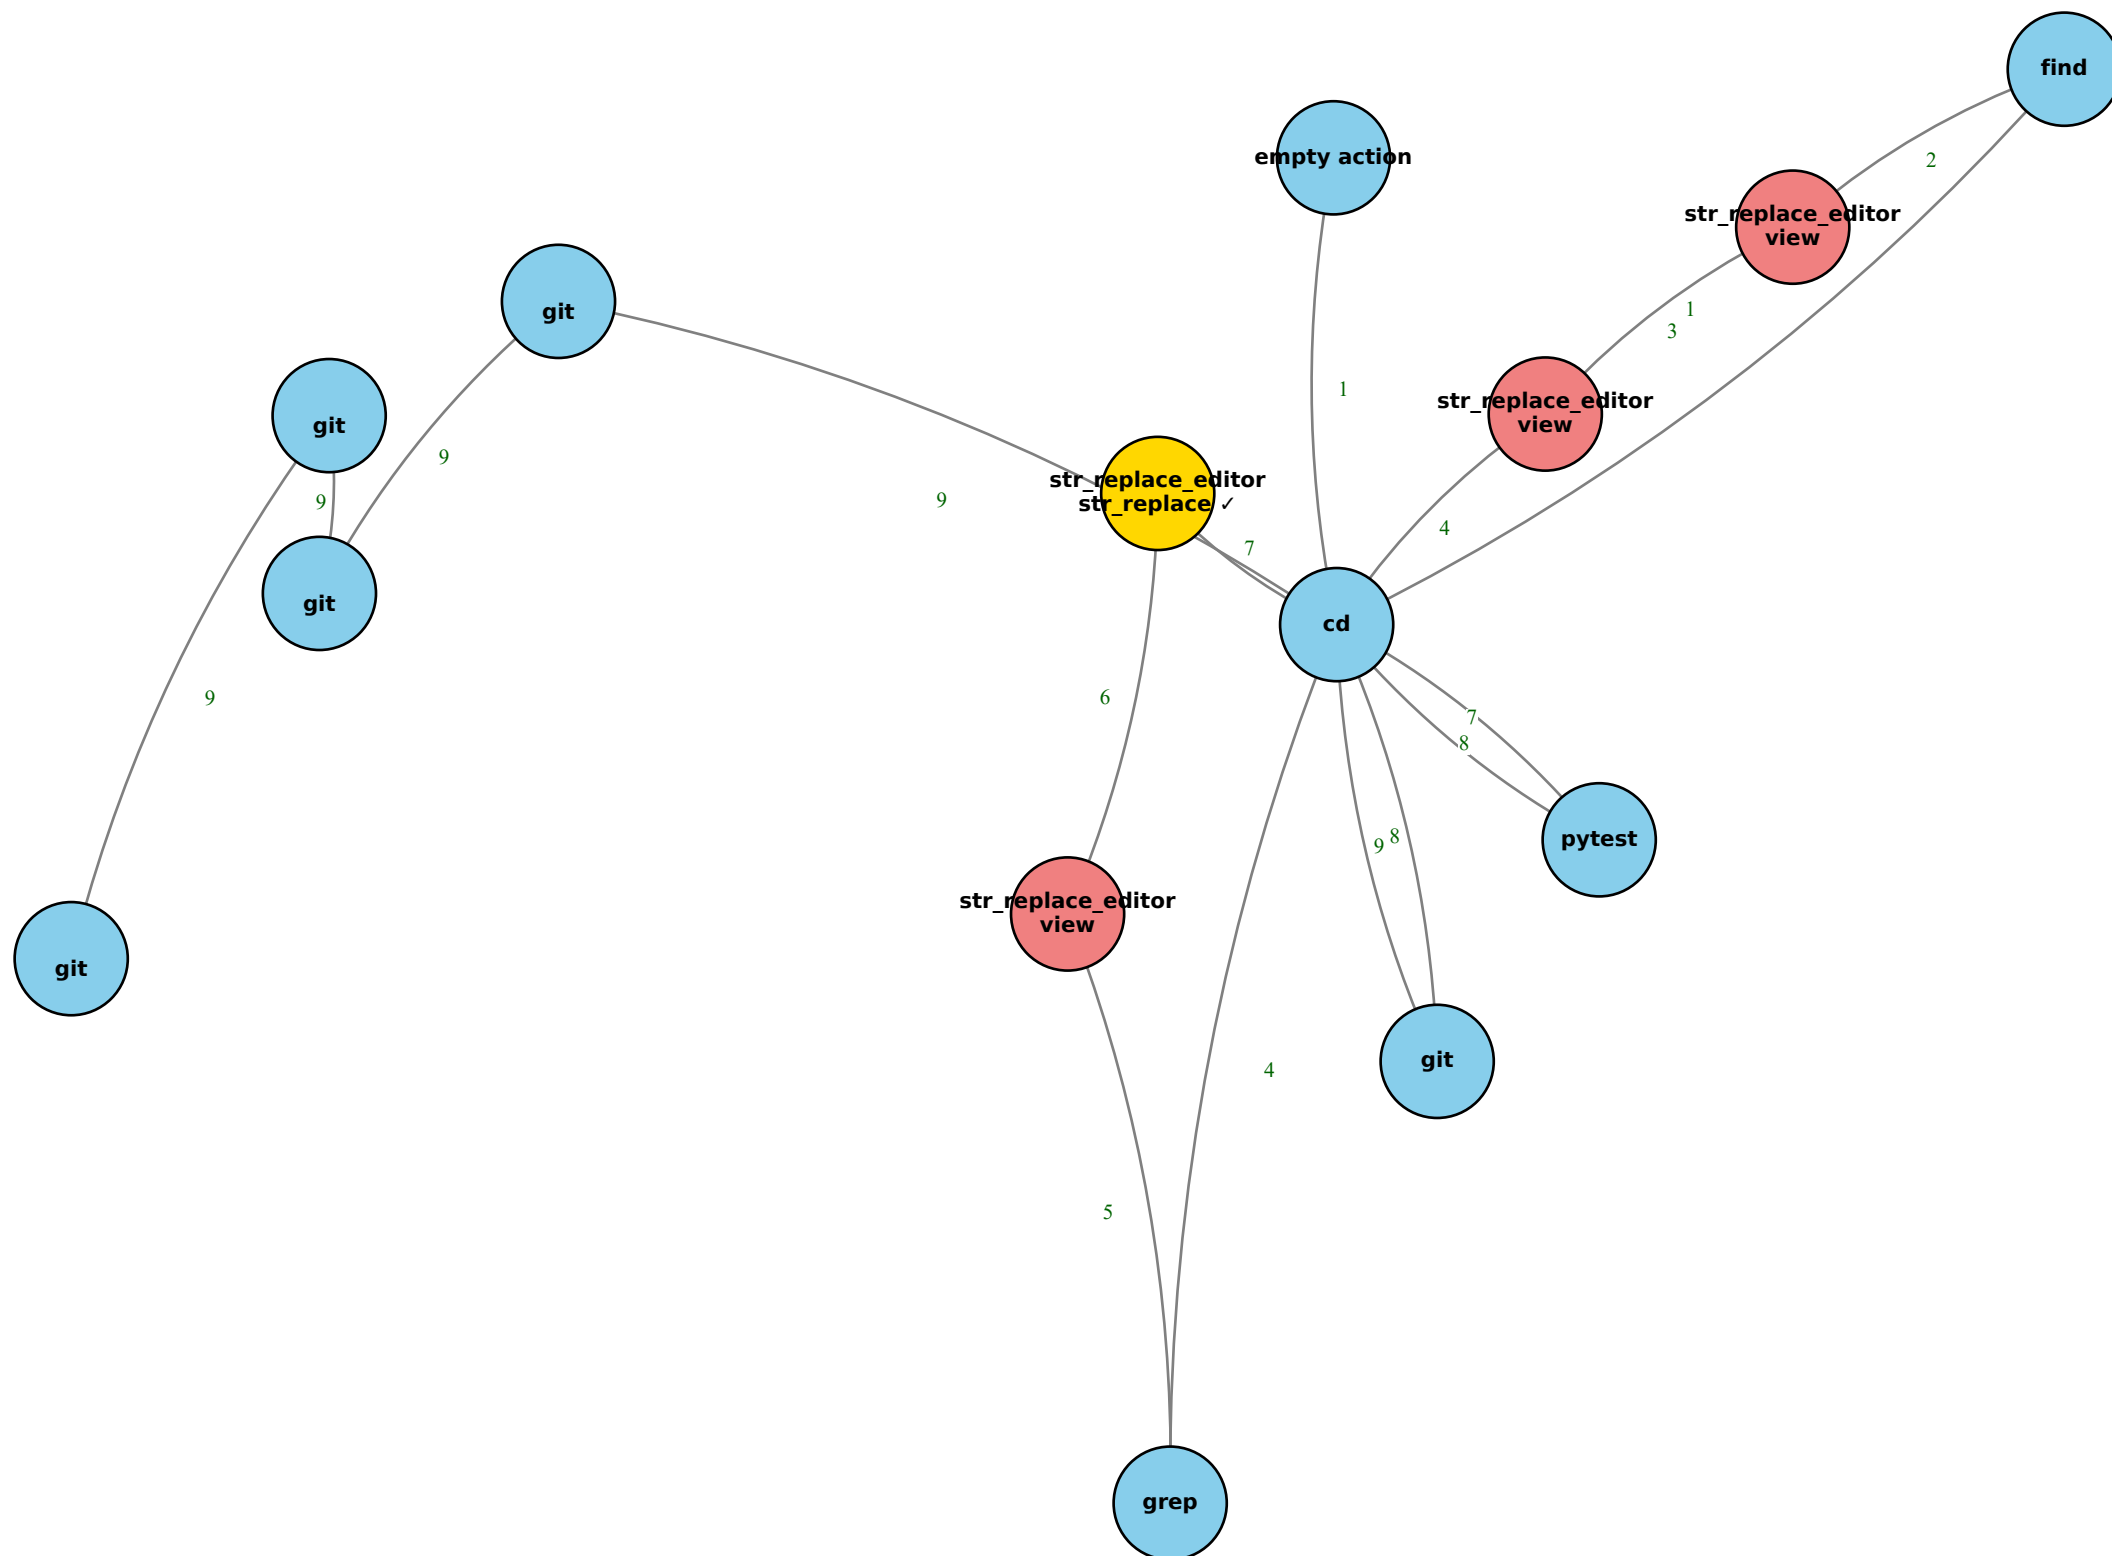 find
empty action
2
str_replace_editor
view
git
1
3
1
str_replace_editor
view
git
9
str_replace_editor
str_replace ✓
9
9
4
7
git
cd
6
9
7
8
8
9
pytest
str_replace_editor
view
git
git
4
5
grep